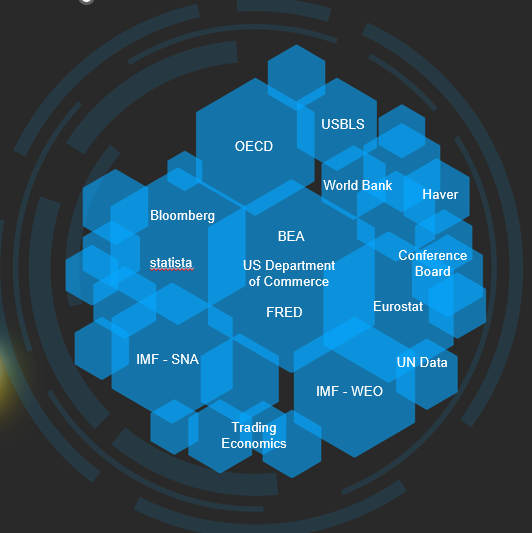 USBLS
OECD
World Bank
Haver
Bloomberg
BEA
Conference
Board
statista
US Department
of Commerce
Eurostat
FRED
IMF - SNA
UN Data
IMF - WEO
Trading
Economics